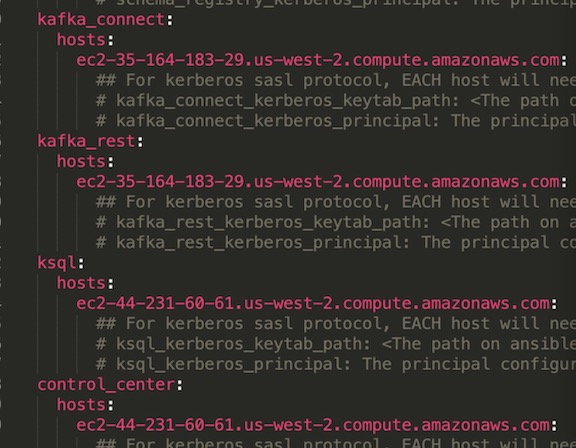 # schema_registry_kerberos_principal: The principal
kafka_connect:
hosts:
ec2-35-164-183-29.us-west-2.compute.amazonaws.com:
## For kerberos sasl protocol, EACH host will nee
# kafka_connect_kerberos_keytab_path: <The path o
# kafka_connect_kerberos_principal: The principal
kafka_rest:
hosts:
ec2-35-164-183-29.us-west-2.compute.amazonaws.com:
## For kerberos sasl protocol, EACH host will nee
# kafka_rest_kerberos_keytab_path: <The path on a
# kafka_rest_kerberos_principal: The principal co
ksql:
hosts:
ec2-44-231-60-61.us-west-2.compute.amazonaws.com:
## For kerberos sasl protocol, EACH host will nee
# ksql_kerberos_keytab_path: <The path on ansible
# ksql_kerberos_principal: The principal configur
control_center:
hosts:
ec2-44-231-60-61.us-west-2.compute.amazonaws.com:
## For kerberos sasl protocol, EACH host will nee